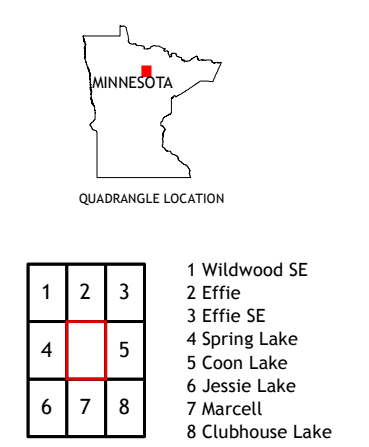 MINNESOTA
QUADRANGLE LOCATION
1 2 3
4 5
6 7 8
1 Wildwood SE
2 Effie
3 Effie SE
4 Spring Lake
5 Coon Lake
6 Jessie Lake
7 Marcell
8 Clubhouse Lake